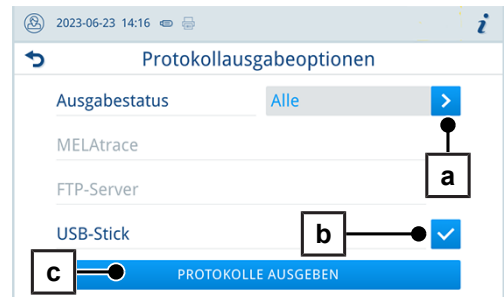 2023-06-23 14:16
Protokollausgabeoptionen
Ausgabestatus Alle
a
MELAtrace
FTP-Server
USB-Stick b
c PROTOKOLLE AUSGEBEN